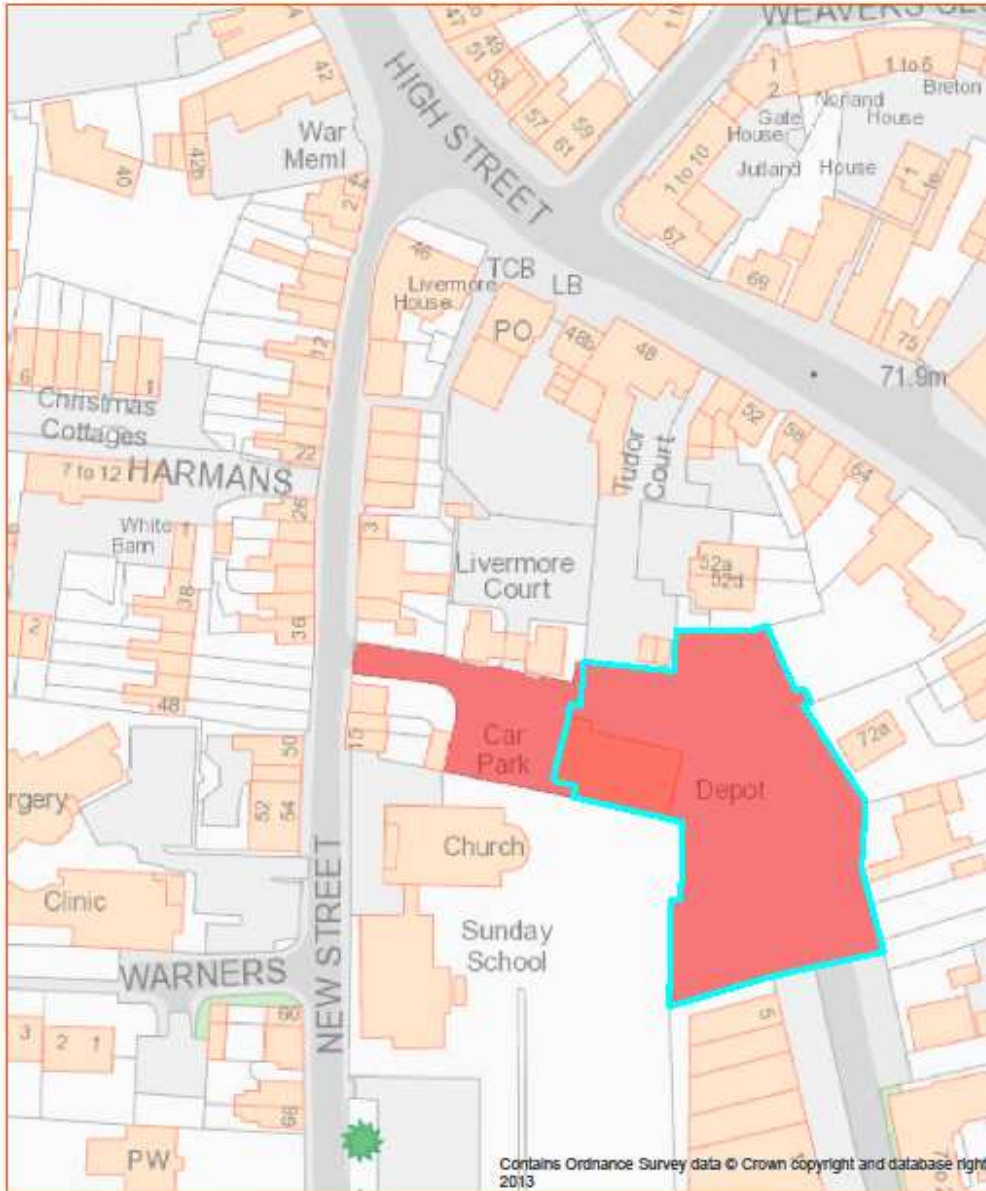 WEAVERS CL
47
49
51
53
57
59
61
42
HIGH STREET
War
Meml
40
42b
1
2
Gate
House
Norland
House
1 to 6
Breton
Jutland House
1 to 10
67
69
75
71.9m
46
Livermore
House
TCB
LB
PO
48b
48
Tudor
Court
52
58
64
12
22
6
1
Christmas
Cottages
7 to 12
HARMANS
26
White
Barn
1
38
36
3
Livermore
Court
52a
52d
2
48
15
Car
Park
Depot
72a
50
52
54
rgery
Clinic
NEW STREET
Church
Sunday
School
WARNERS
3
2
1
60
66
5
PW
Contains Ordnance Survey data © Crown copyright and database right
2013